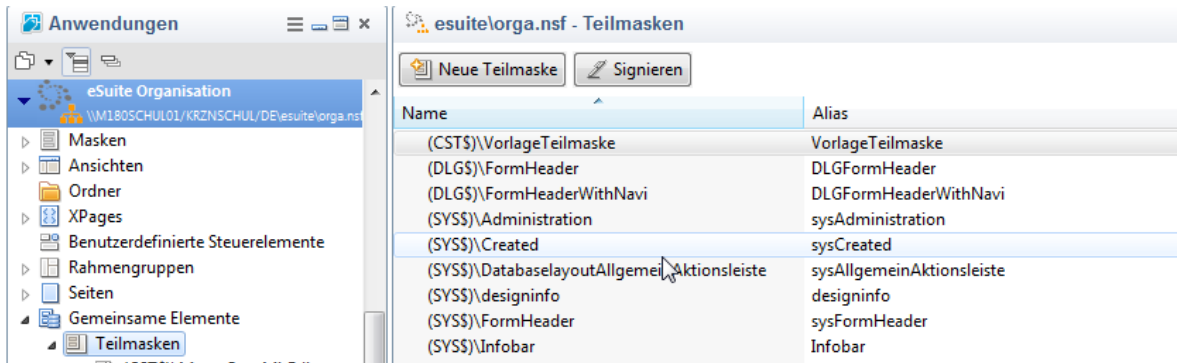 Anwendungen
eSuite Organisation
\\M180SCHUL01/KRZNSCHUL/DE\esuite\orga.nsf
Masken
Ansichten
Ordner
XPages
Benutzerdefinierte Steuerelemente
Rahmengruppen
Seiten
Gemeinsame Elemente
Teilmasken
esuite\orga.nsf - Teilmasken
Neue Teilmaske Signieren
Name Alias
(CST$)\VorlageTeilmaske VorlageTeilmaske
(DLG$)\FormHeader DLGFormHeader
(DLG$)\FormHeaderWithNavi DLGFormHeaderWithNavi
(SYS$)\Administration sysAdministration
(SYS$)\Created sysCreated
(SYS$)\DatabaselayoutAllgemeinAktionsleiste sysAllgemeinAktionsleiste
(SYS$)\designinfo designinfo
(SYS$)\FormHeader sysFormHeader
(SYS$)\Infobar Infobar